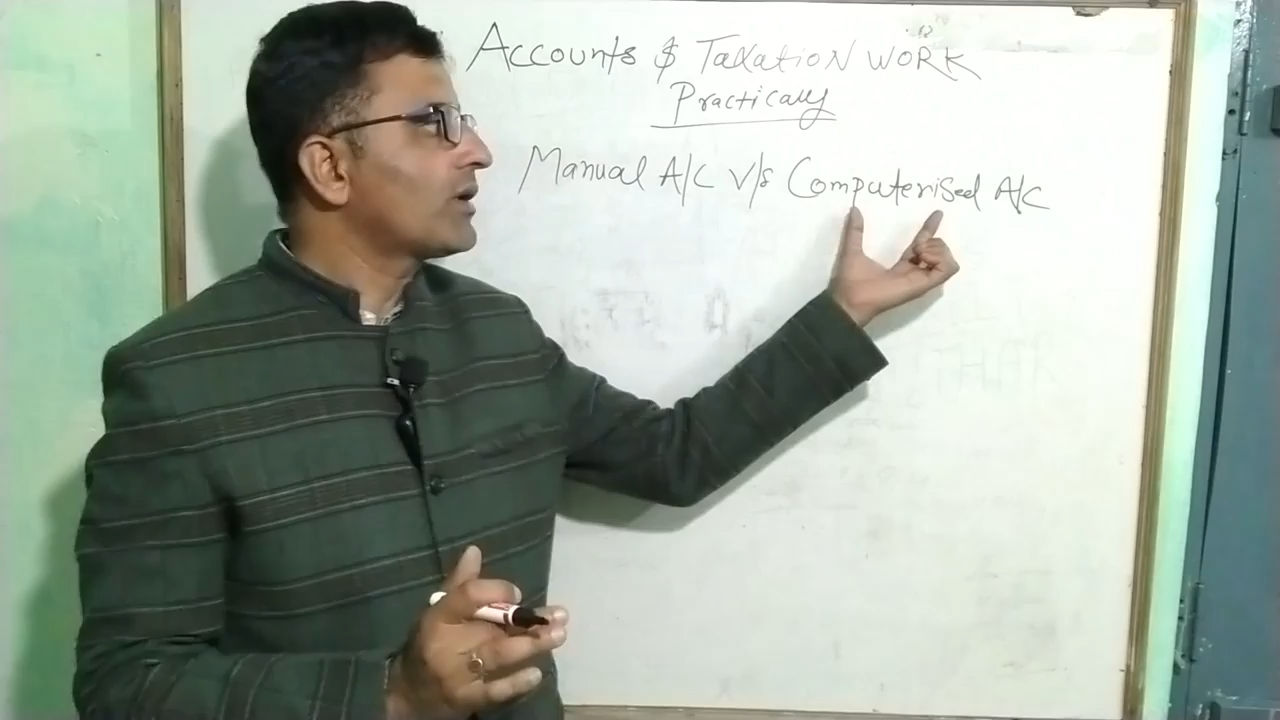 Accounts & Taxation WORK
Practically
Manual A/C v/s Computerised A/C